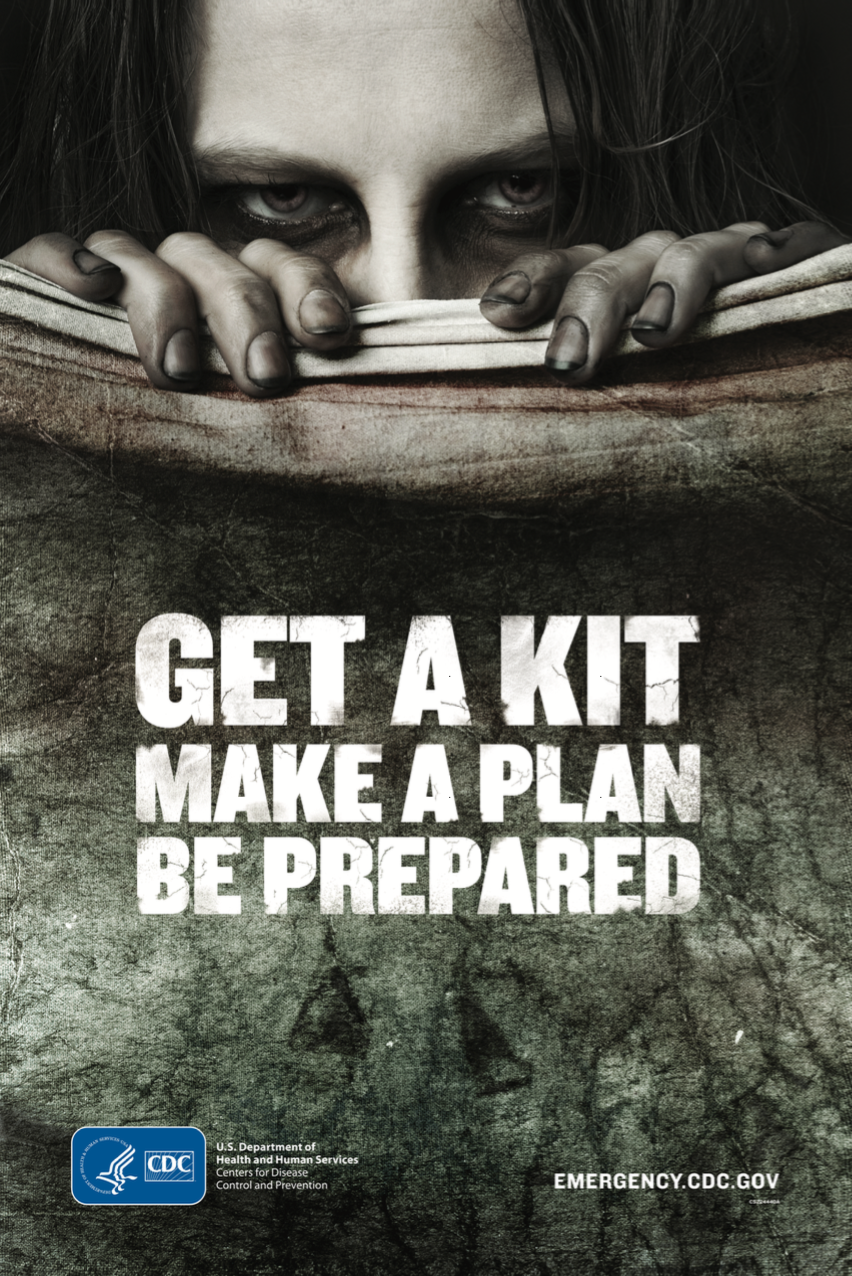 GET A KIT
MAKE A PLAN
BE PREPARED
CDC
U.S. Department of
Health and Human Services
Centers for Disease
Control and Prevention
EMERGENCY.CDC.GOV